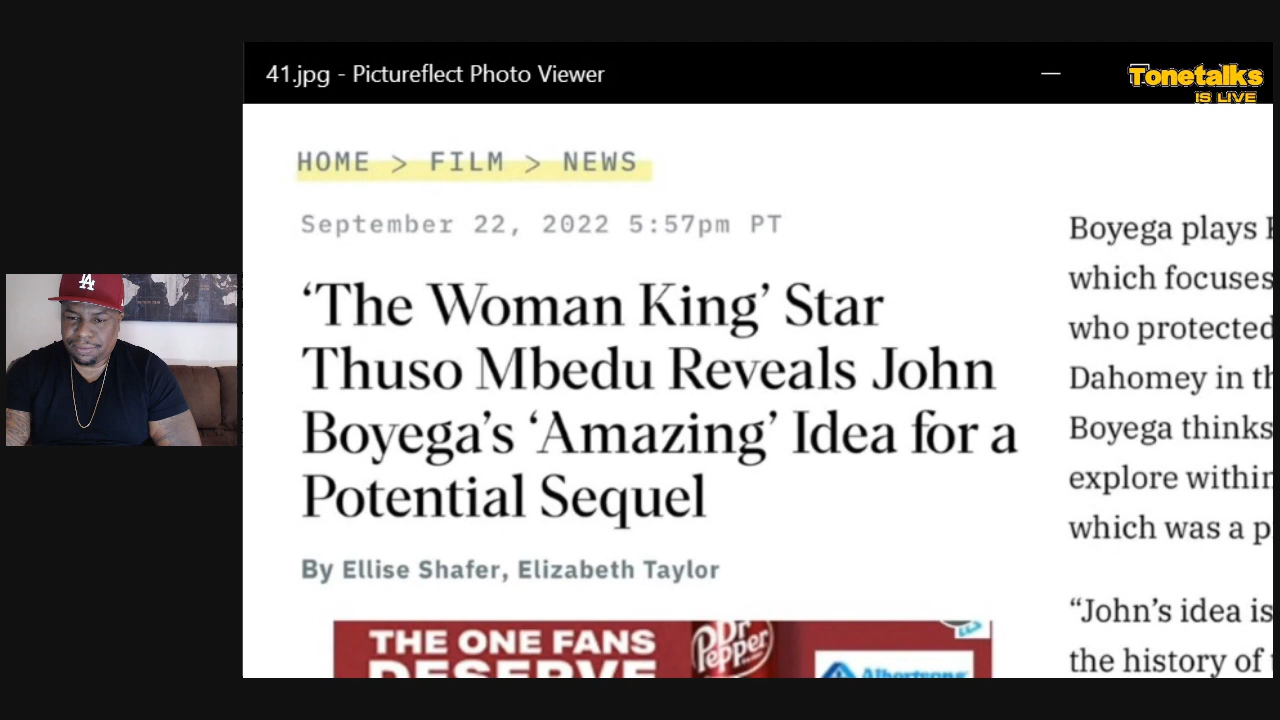 41.jpg - Pictureflect Photo Viewer
Tonetalks
IS LIVE
HOME > FILM > NEWS
September 22, 2022 5:57pm PT
‘The Woman King’ Star
Thuso Mbedu Reveals John
Boyega’s ‘Amazing’ Idea for a
Potential Sequel
By Ellise Shafer, Elizabeth Taylor
THE ONE FANS
DESERVE
Dr Pepper
Albertsons
Boyega plays
which focuses
who protected
Dahomey in th
Boyega thinks
explore within
which was a p
“John’s idea is
the history of
LA